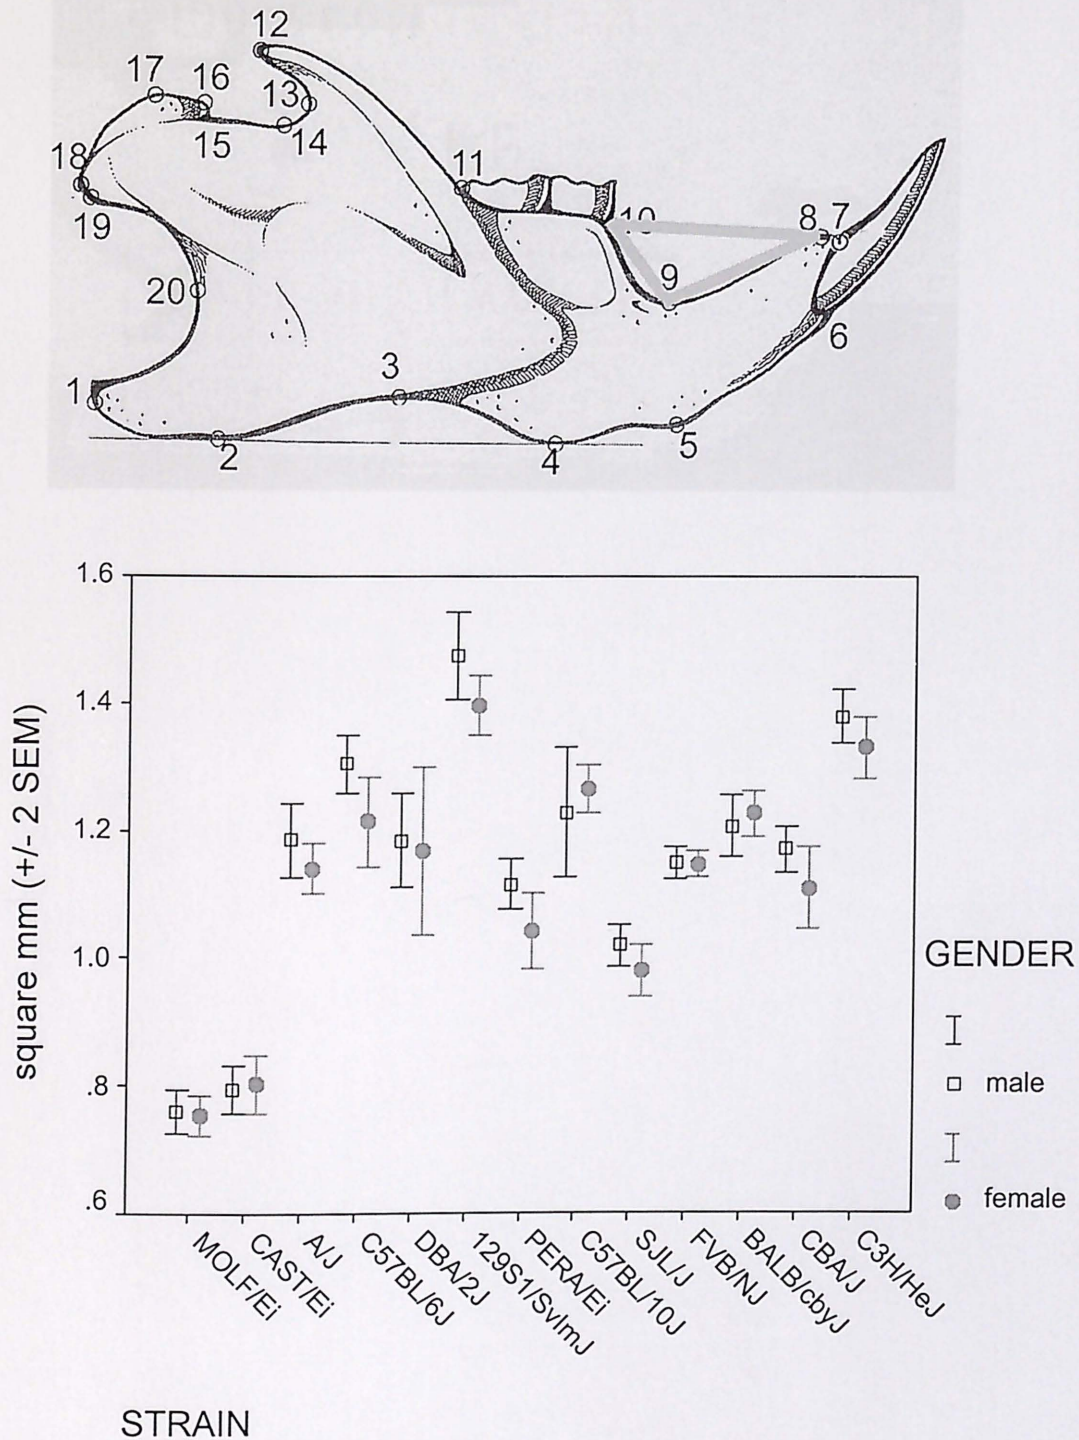 12
17 16
13
15 14
18
11
19
10 8 7
9
20
6
3
1
2
4
5
1.6
1.4
1.2
1.0
.8
.6
square mm (+/- 2 SEM)
MOLF/Ei
CAST/Ei
A/J
C57BL/6J
DBA/2J
129S1/SvImJ
PERA/Ei
C57BL/10J
SJL/J
FVB/NJ
BALB/cbyJ
CBA/J
C3H/HeJ
STRAIN
GENDER
male
female